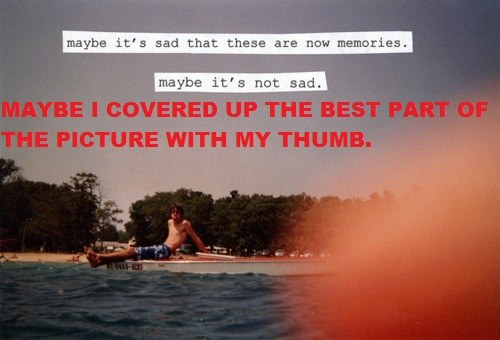 maybe it's sad that these are now memories.
maybe it's not sad.
MAYBE I COVERED UP THE BEST PART OF
THE PICTURE WITH MY THUMB.